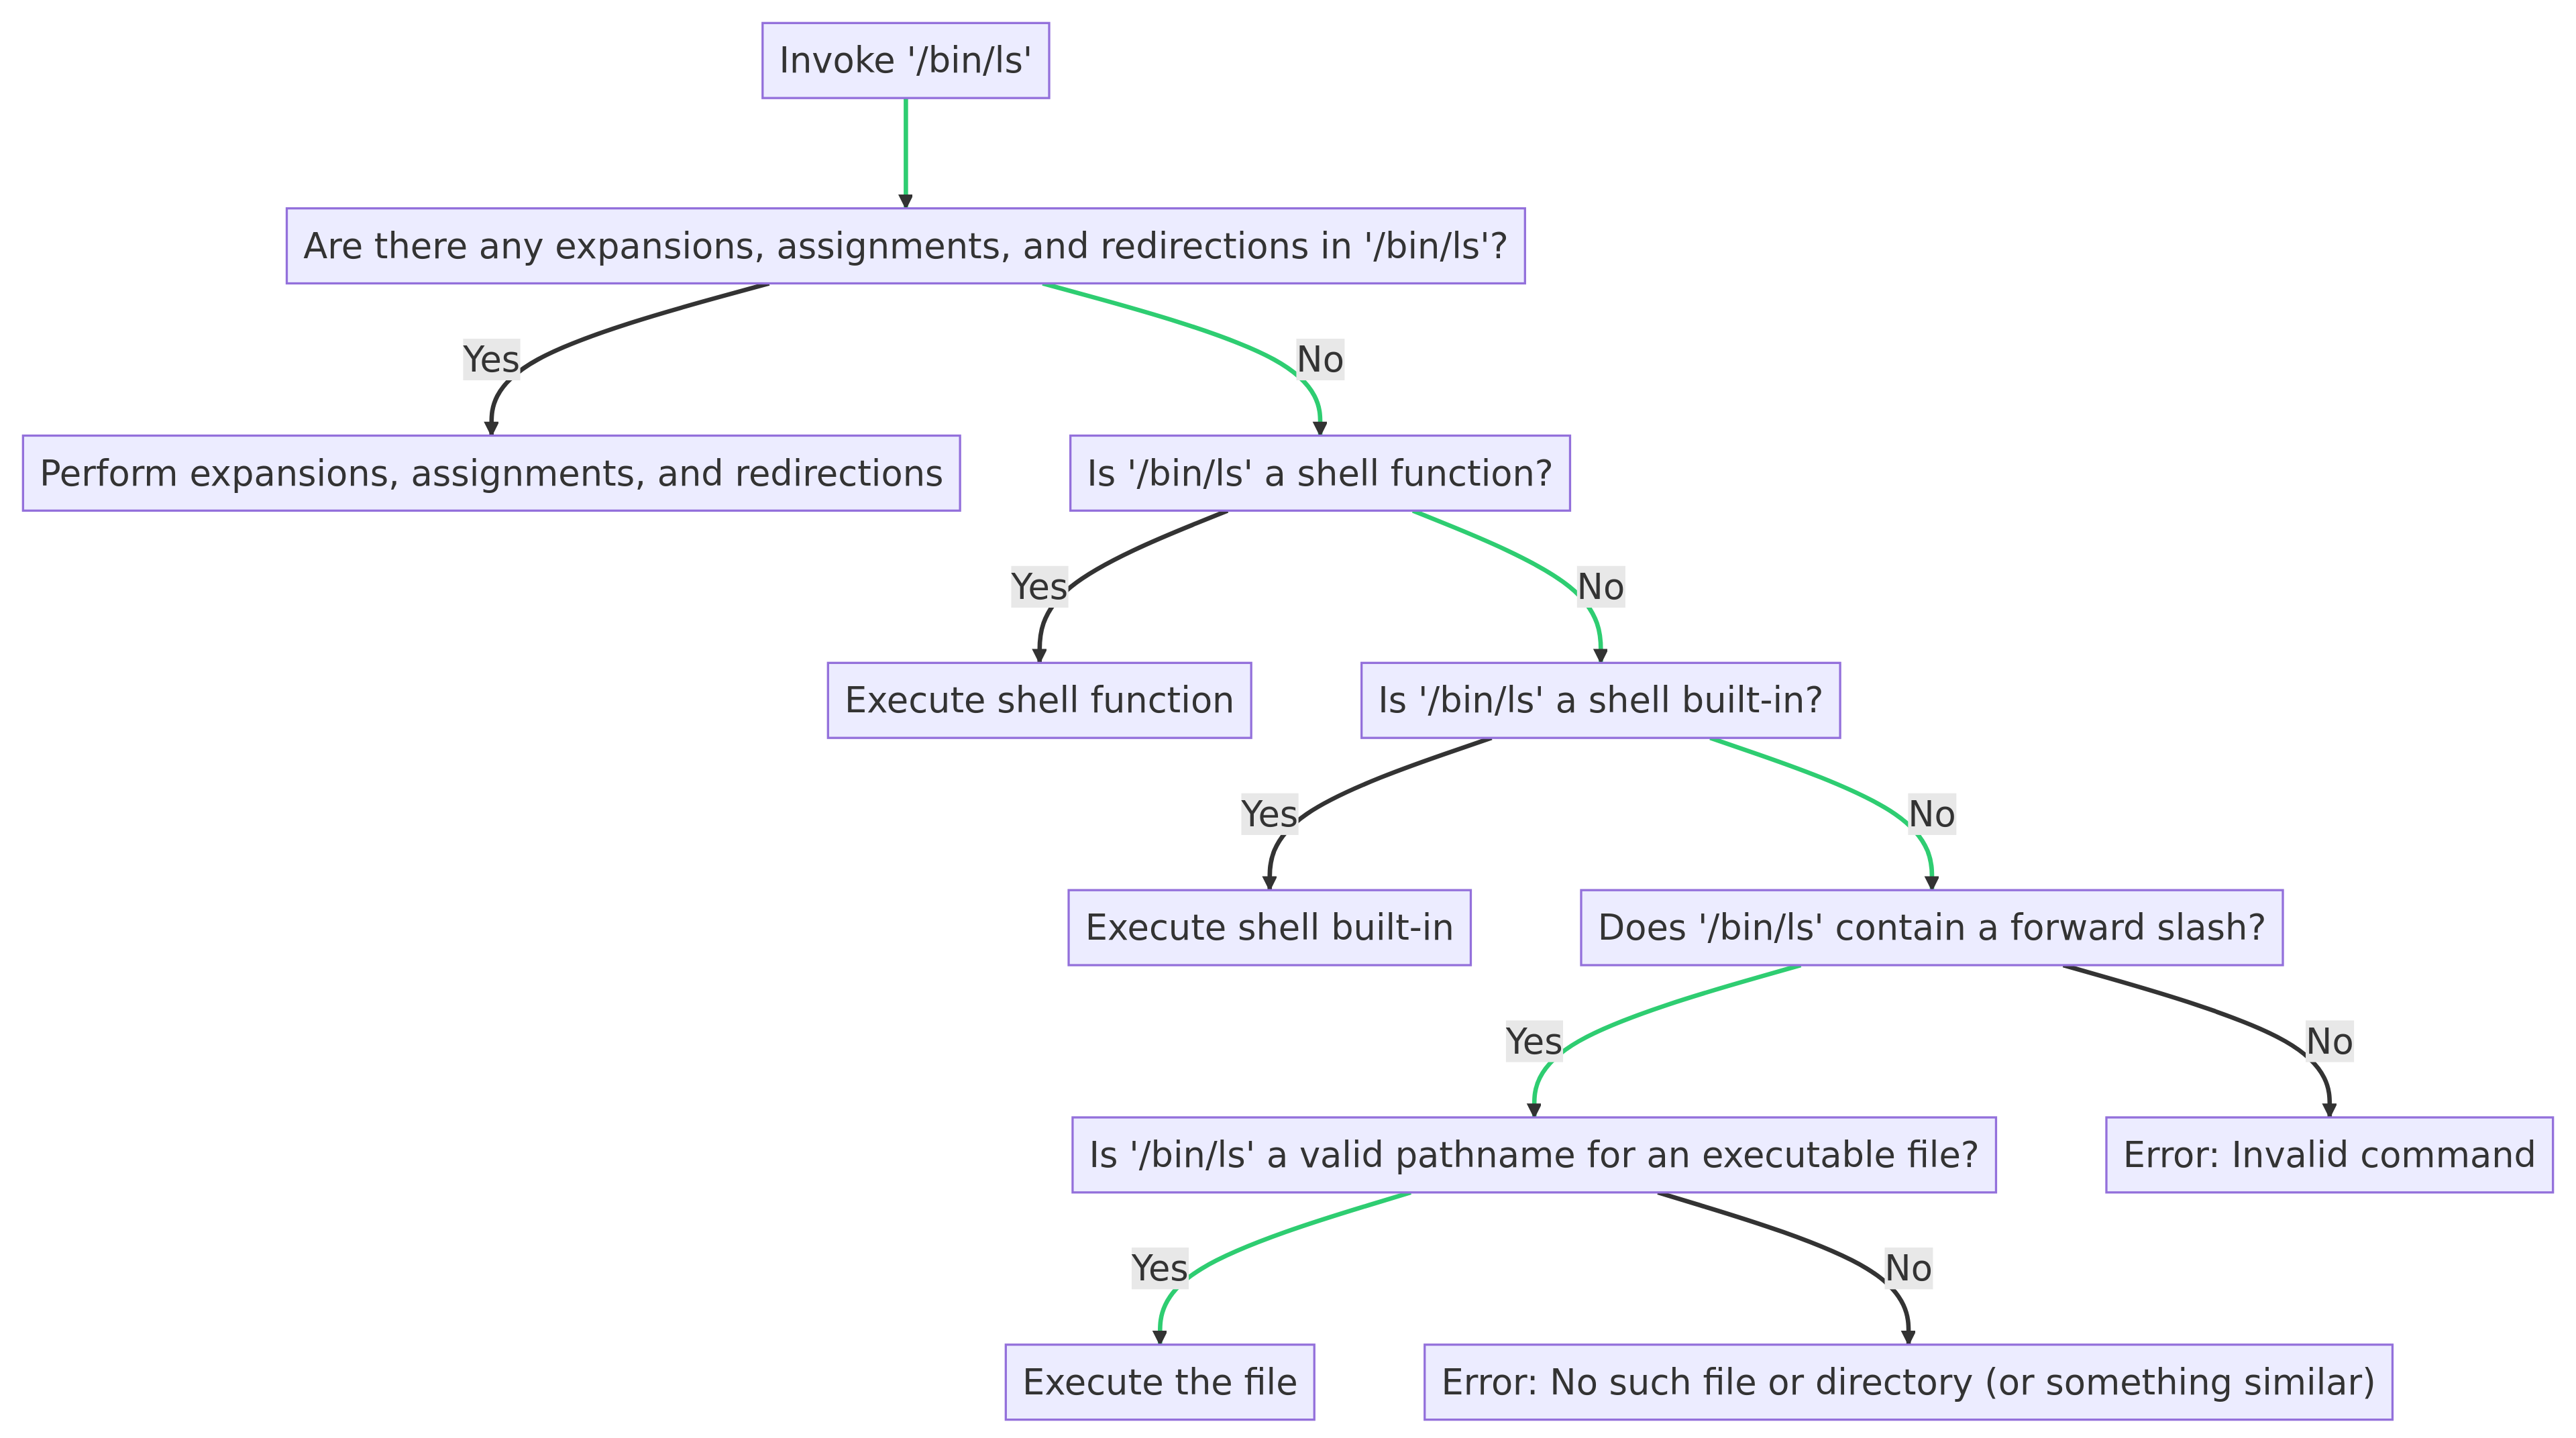 Invoke '/bin/ls'
Are there any expansions, assignments, and redirections in '/bin/ls'?
Yes
No
Perform expansions, assignments, and redirections
Is '/bin/ls' a shell function?
Yes
No
Execute shell function
Is '/bin/ls' a shell built-in?
Yes
No
Execute shell built-in
Does '/bin/ls' contain a forward slash?
Yes
No
Is '/bin/ls' a valid pathname for an executable file?
Error: Invalid command
Yes
No
Execute the file
Error: No such file or directory (or something similar)